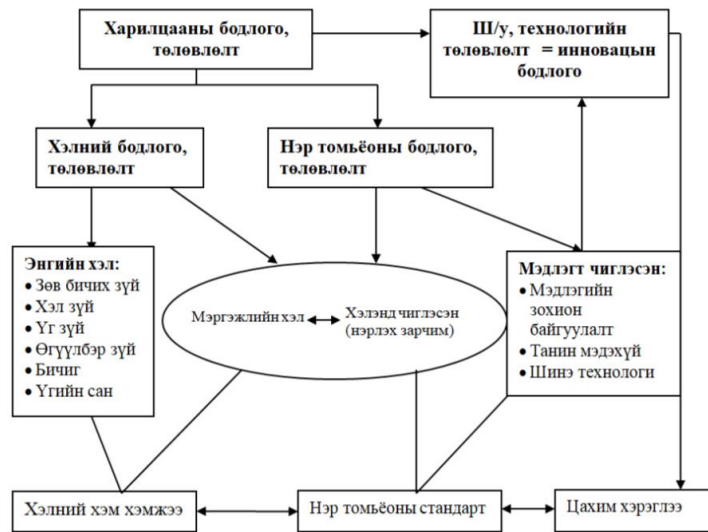 Харилцааны бодлого,
төлөвлөлт
Ш/у, технологийн
төлөвлөлт = инновацын
бодлого
Хэлний бодлого,
төлөвлөлт
Нэр томьёоны бодлого,
төлөвлөлт
Энгийн хэл:
• Зөв бичих зүй
• Хэл зүй
• Үг зүй
• Өгүүлбэр зүй
• Бичиг
• Үгийн сан
Мэргэжлийн хэл
Хэлэнд чиглэсэн
(нэрлэх зарчим)
Мэдлэгт чиглэсэн:
• Мэдлэгийн
зохион
байгуулалт
• Танин мэдэхүй
• Шинэ технологи
Хэлний хэм хэмжээ
Нэр томьёоны стандарт
Цахим хэрэглээ